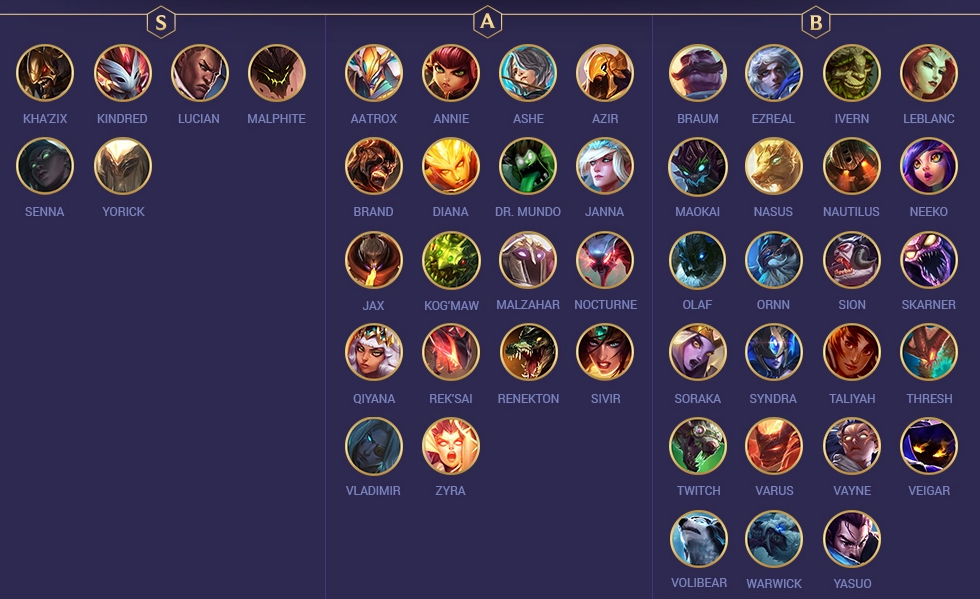 S
A
B
KHA'ZIX KINDRED LUCIAN MALPHITE
SENNA YORICK
AATROX ANNIE ASHE AZIR
BRAND DIANA DR. MUNDO JANNA
JAX KOG'MAW MALZAHAR NOCTURNE
QIYANA REK'SAI RENEKTON SIVIR
VLADIMIR ZYRA
BRAUM EZREAL IVERN LEBLANC
MAOKAI NASUS NAUTILUS NEEKO
OLAF ORNN SION SKARNER
SORAKA SYNDRA TALIYAH THRESH
TWITCH VARUS VAYNE VEIGAR
VOLIBEAR WARWICK YASUO